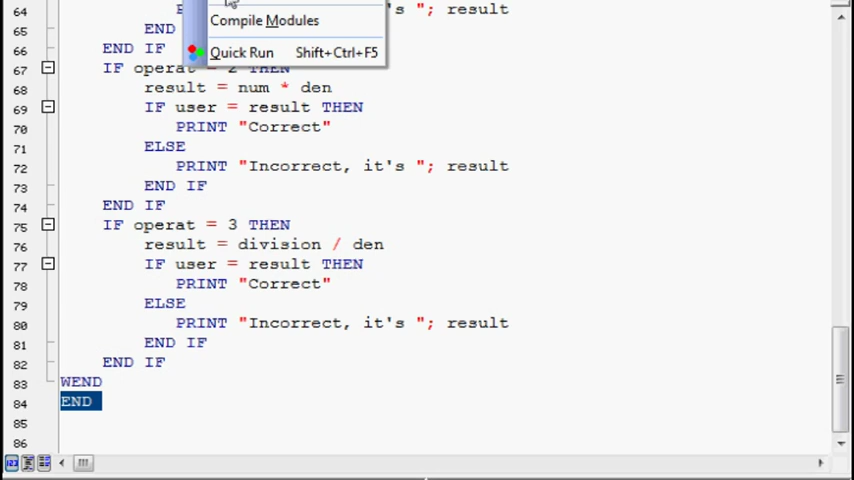 64 's "; result
Compile Modules
65 END
Quick Run Shift+Ctrl+F5
66 END IF
67 IF operat = 2 THEN
68 result = num * den
69 IF user = result THEN
70 PRINT "Correct"
71 ELSE
72 PRINT "Incorrect, it's "; result
73 END IF
74 END IF
75 IF operat = 3 THEN
76 result = division / den
77 IF user = result THEN
78 PRINT "Correct"
79 ELSE
80 PRINT "Incorrect, it's "; result
81 END IF
82 END IF
83 WEND
84 END
85
86